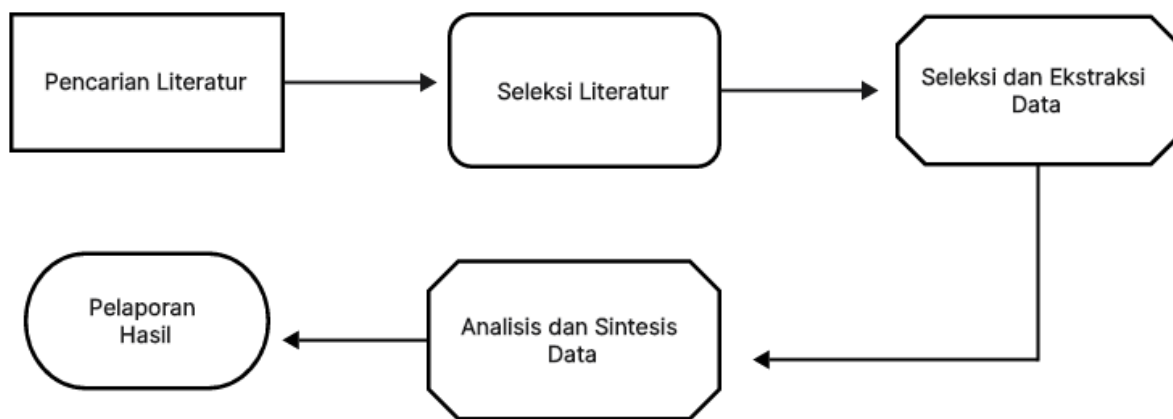 Pencarian Literatur
Seleksi Literatur
Seleksi dan Ekstraksi
Data
Analisis dan Sintesis
Data
Pelaporan
Hasil